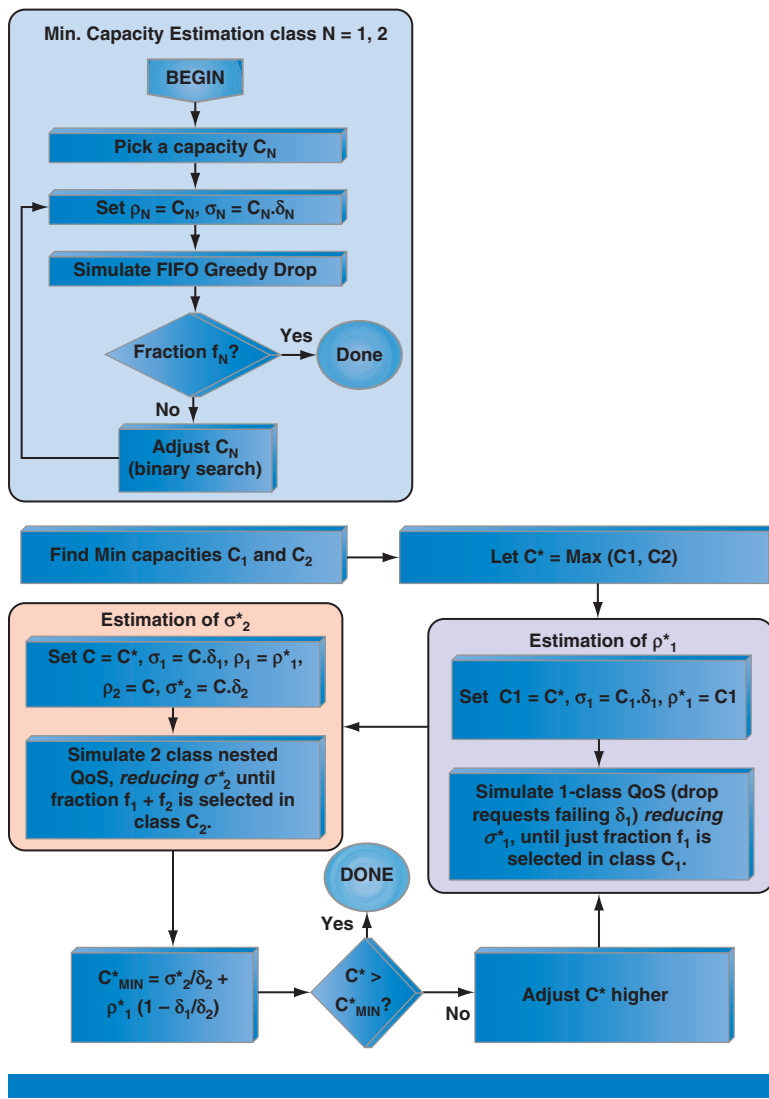 Min. Capacity Estimation class N = 1, 2
BEGIN
Pick a capacity C_N
Set ρ_N = C_N, σ_N = C_N.δ_N
Simulate FIFO Greedy Drop
Fraction f_N?
Yes
Done
No
Adjust C_N
(binary search)
Find Min capacities C_1 and C_2
Let C* = Max (C1, C2)
Estimation of σ*_2
Set C = C*, σ_1 = C.δ_1, ρ_1 = ρ*_1,
ρ_2 = C, σ*_2 = C.δ_2
Simulate 2 class nested
QoS, reducing σ*_2 until
fraction f_1 + f_2 is selected in
class C_2.
Estimation of ρ*_1
Set C1 = C*, σ_1 = C_1.δ_1, ρ*_1 = C1
Simulate 1-class QoS (drop
requests failing δ_1) reducing
σ*_1, until just fraction f_1 is
selected in class C_1.
DONE
Yes
C*_MIN = σ*_2/δ_2 +
ρ*_1 (1 – δ_1/δ_2)
C* >
C*_MIN?
No
Adjust C* higher